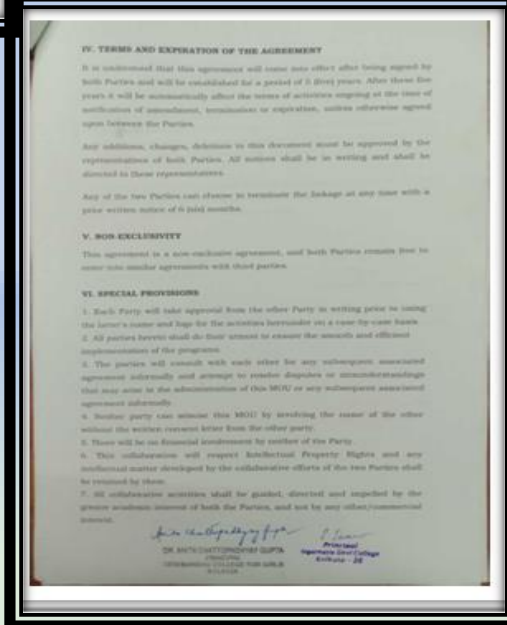 IV. TERMS AND EXPIRATION OF THE AGREEMENT
It is understood that this agreement will come into effect after being signed by
both Parties and will be established for a period of 5 (five) years. After these five
years it will be automatically affect the terms of activities ongoing at the time of
notification of amendment, termination or expiration, unless otherwise agreed
upon between the Parties.
Any additions, changes, deletions to this document must be approved by the
representatives of both Parties. All notices shall be in writing and shall be
directed to these representatives.
Any of the two Parties can choose to terminate the linkage at any time with a
prior written notice of 6 (six) months.
V. NON-EXCLUSIVITY
This agreement is a non-exclusive agreement, and both Parties remain free to
enter into similar agreements with third parties.
VI. SPECIAL PROVISIONS
1. Each Party will take approval from the other Party in writing prior to using
the latter's name and logo for the activities hereunder on a case-by-case basis
2. All parties hereto shall do their utmost to ensure the smooth and efficient
implementation of the programs.
3. The parties will consult with each other for any subsequent associated
agreement informally and attempt to resolve disputes or misunderstandings
that may arise in the administration of this MOU or any subsequent associated
agreement informally.
4. Neither party can misuse this MOU by involving the name of the other
without the written consent letter from the other party.
5. There will be no financial involvement by neither of the Party.
6. This collaboration will respect Intellectual Property Rights and any
intellectual matter developed by the collaborative efforts of the two Parties shall
be retained by them.
7. All collaborative activities shall be guided, directed and impelled by the
greater academic interest of both the Parties, and not by any other/commercial
interest.
Anita Chattopadhyay Gupta
DR. ANITA CHATTOPADHYAY GUPTA
PRINCIPAL
COLLEGE FOR GIRLS
KOLKATA
Principal
Govt College
Kolkata -